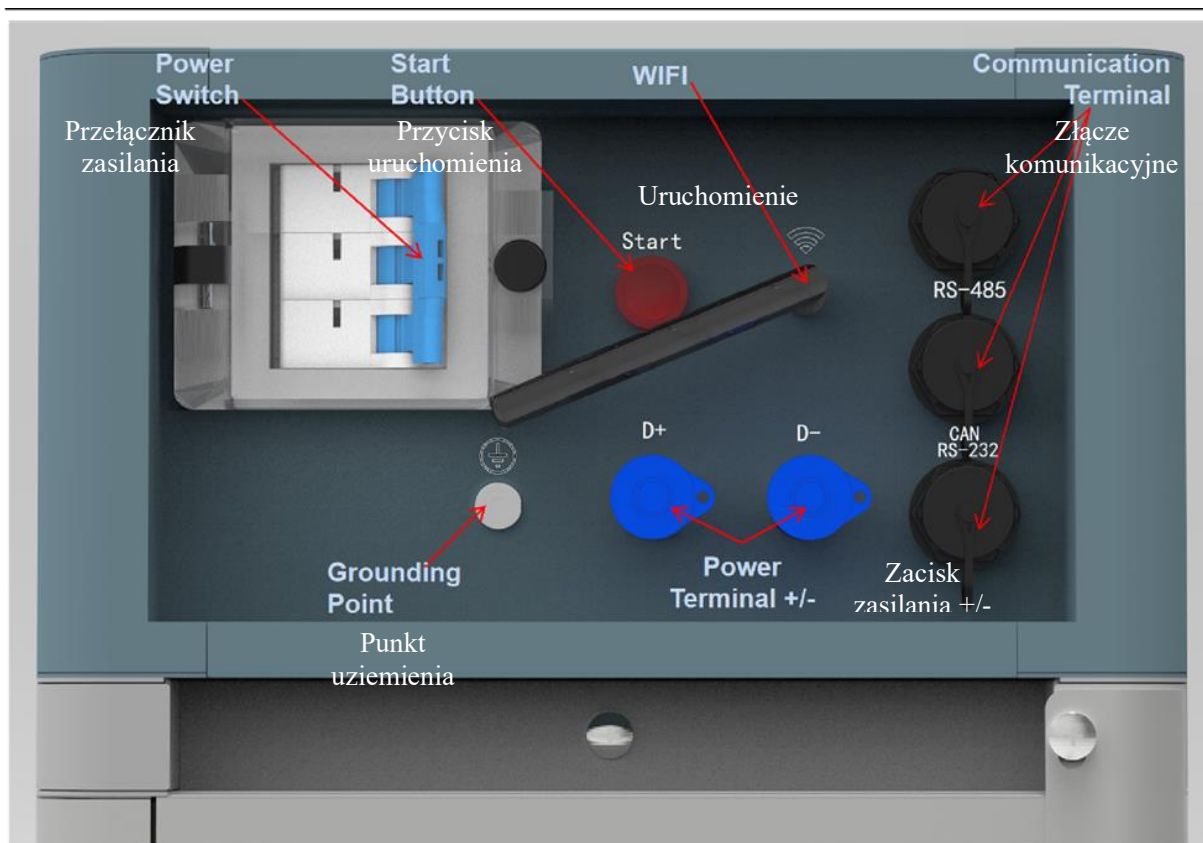 Power
Switch
Przełącznik
zasilania
Start
Button
Przycisk
uruchomienia
WIFI
Uruchomienie
Communication
Terminal
Złącze
komunikacyjne
Start
RS-485
CAN
RS-232
D+
D-
Grounding
Point
Punkt
uziemienia
Power
Terminal +/-
Zacisk
zasilania +/-